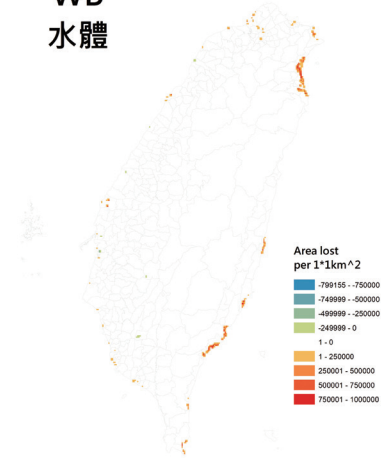 WB
水體
Area lost
per 1*1km^2
-799155 - -750000
-749999 - -500000
-499999 - -250000
-249999 - 0
1 - 0
1 - 250000
250001 - 500000
500001 - 750000
750001 - 1000000